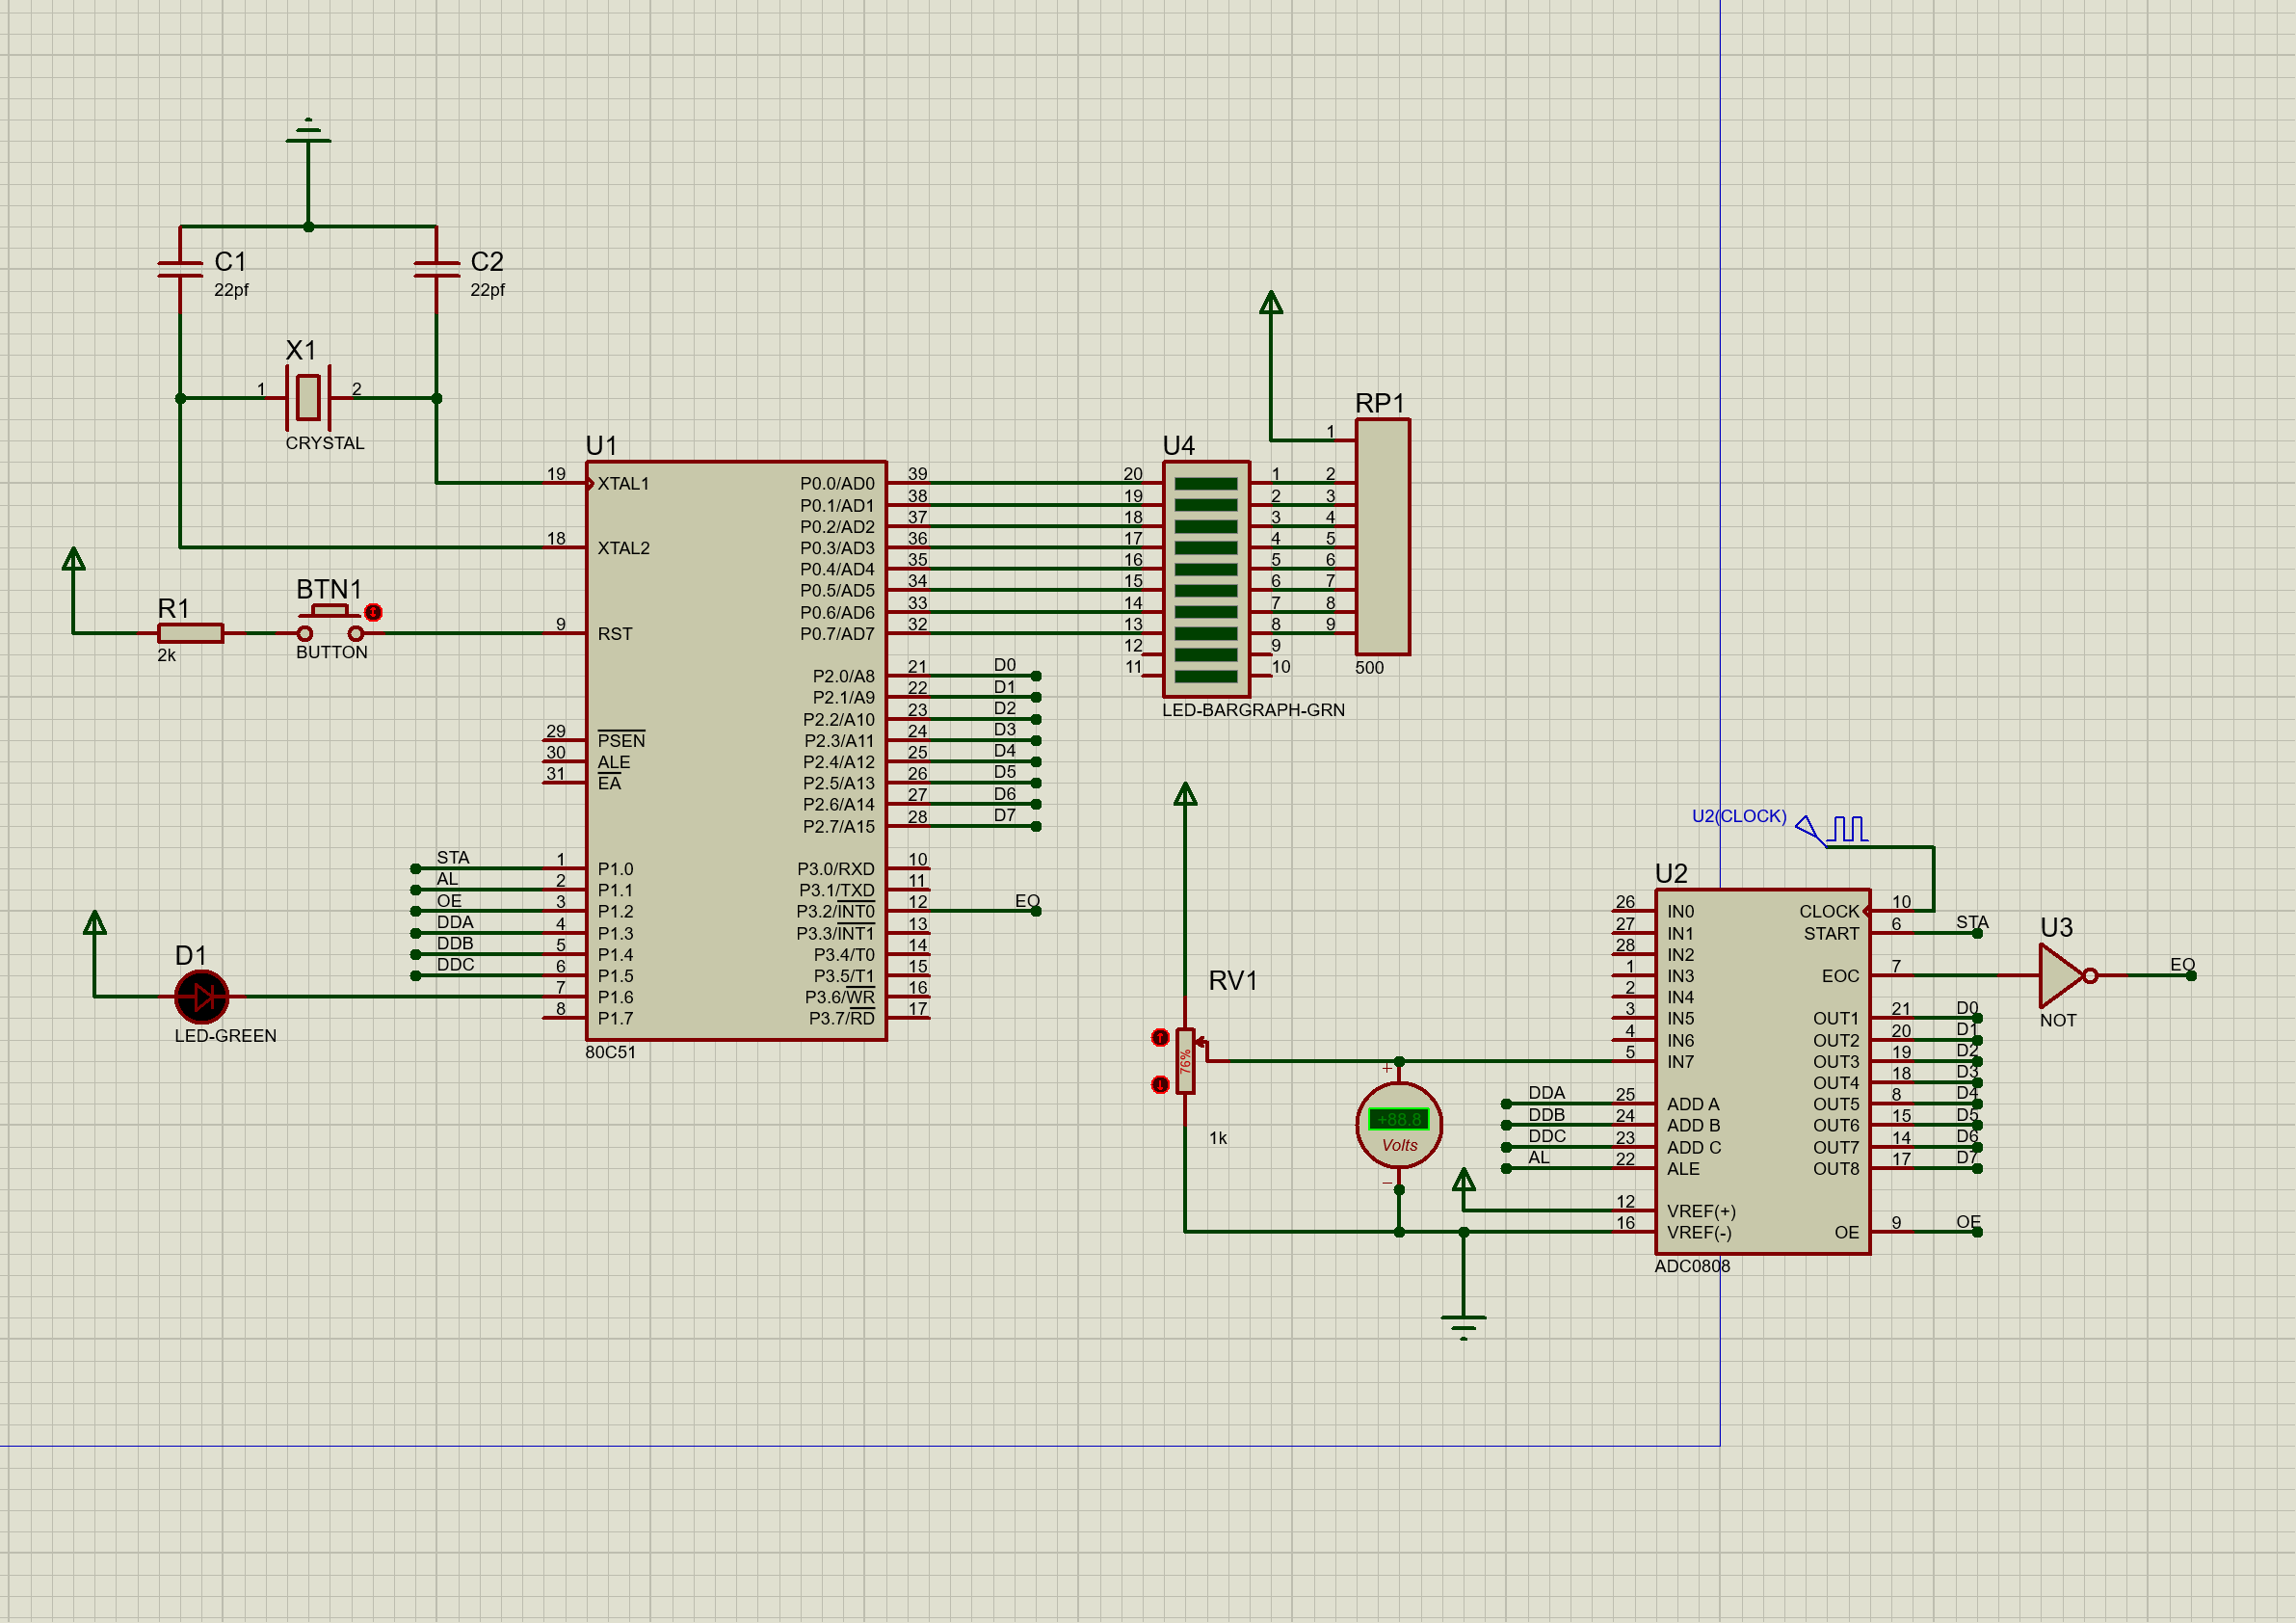 C1
22pf
C2
22pf
X1
1
2
CRYSTAL
R1
2k
BTN1
BUTTON
D1
LED-GREEN
U1
19 XTAL1
18 XTAL2
9 RST
29 PSEN
30 ALE
31 EA
STA 1 P1.0
AL 2 P1.1
OE 3 P1.2
DDA 4 P1.3
DDB 5 P1.4
DDC 6 P1.5
7 P1.6
8 P1.7
P0.0/AD0 39
P0.1/AD1 38
P0.2/AD2 37
P0.3/AD3 36
P0.4/AD4 35
P0.5/AD5 34
P0.6/AD6 33
P0.7/AD7 32
P2.0/A8 21 D0
P2.1/A9 22 D1
P2.2/A10 23 D2
P2.3/A11 24 D3
P2.4/A12 25 D4
P2.5/A13 26 D5
P2.6/A14 27 D6
P2.7/A15 28 D7
P3.0/RXD 10
P3.1/TXD 11
P3.2/INT0 12 EO
P3.3/INT1 13
P3.4/T0 14
P3.5/T1 15
P3.6/WR 16
P3.7/RD 17
80C51
U4
20 1
19 2
18 3
17 4
16 5
15 6
14 7
13 8
12 9
11 10
LED-BARGRAPH-GRN
RP1
1
2
3
4
5
6
7
8
9
500
RV1
76%
1k
+
+88.8
Volts
−
U2(CLOCK)
U2
26 IN0
27 IN1
28 IN2
1 IN3
2 IN4
3 IN5
4 IN6
5 IN7
DDA 25 ADD A
DDB 24 ADD B
DDC 23 ADD C
AL 22 ALE
12 VREF(+)
16 VREF(-)
CLOCK 10
START 6 STA
EOC 7
OUT1 21 D0
OUT2 20 D1
OUT3 19 D2
OUT4 18 D3
OUT5 8 D4
OUT6 15 D5
OUT7 14 D6
OUT8 17 D7
OE 9 OE
ADC0808
U3
NOT
EO